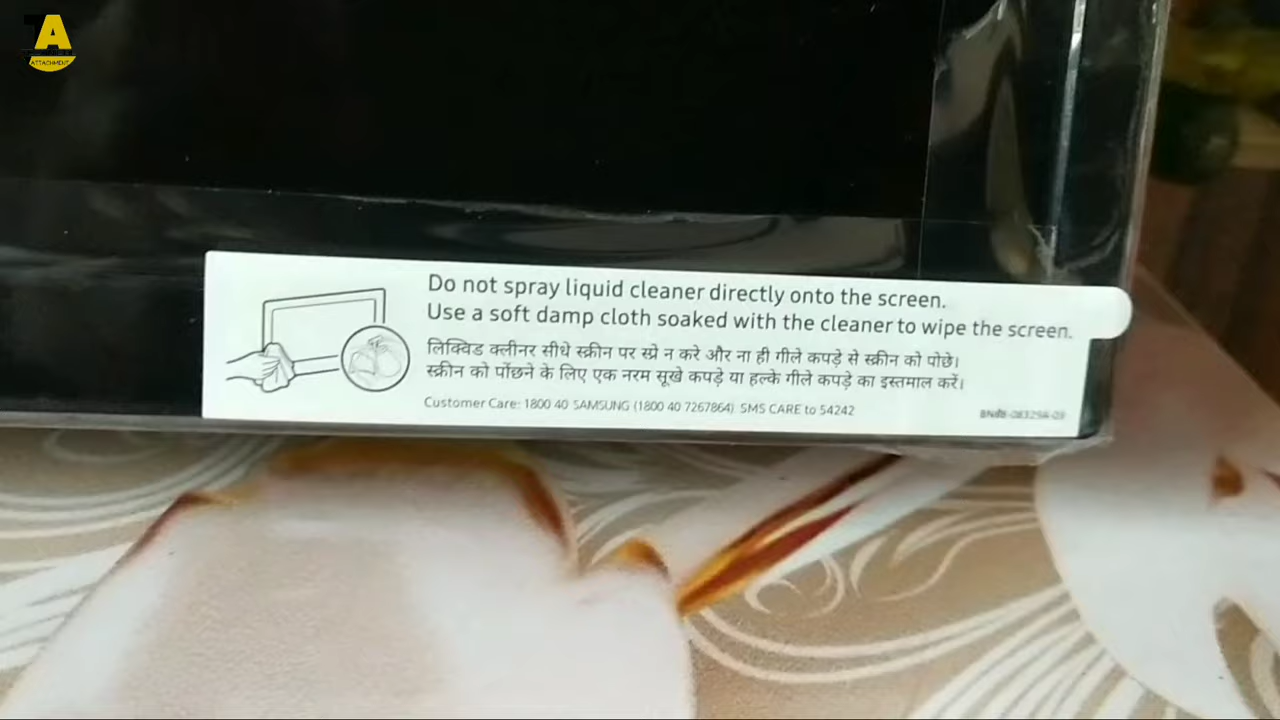 A
ATTACHMENT
Do not spray liquid cleaner directly onto the screen.
Use a soft damp cloth soaked with the cleaner to wipe the screen.
लिक्विड क्लीनर सीधे स्क्रीन पर स्प्रे न करे और ना ही गीले कपड़े से स्क्रीन को पोछे।
स्क्रीन को पोंछने के लिए एक नरम सूखे कपड़े या हल्के गीले कपड़े का इस्तमाल करें।
Customer Care: 1800 40 SAMSUNG (1800 40 7267864) SMS CARE to 54242